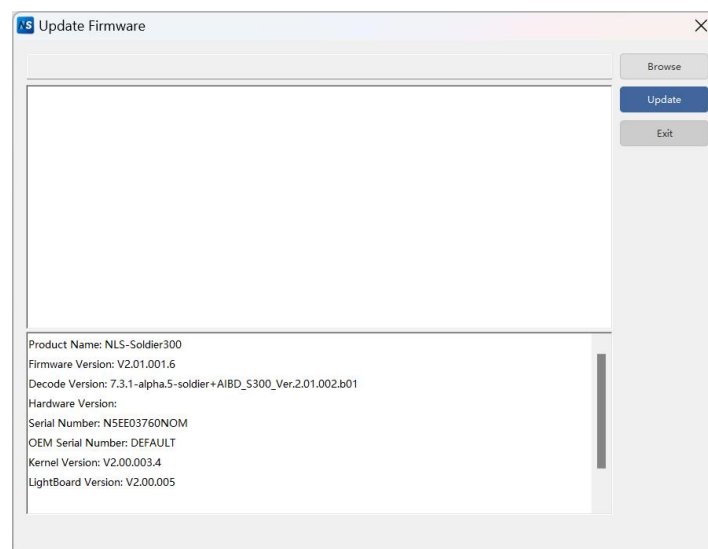 NS Update Firmware
Browse
Update
Exit
Product Name: NLS-Soldier300
Firmware Version: V2.01.001.6
Decode Version: 7.3.1-alpha.5-soldier+AIBD_S300_Ver.2.01.002.b01
Hardware Version:
Serial Number: N5EE03760NOM
OEM Serial Number: DEFAULT
Kernel Version: V2.00.003.4
LightBoard Version: V2.00.005